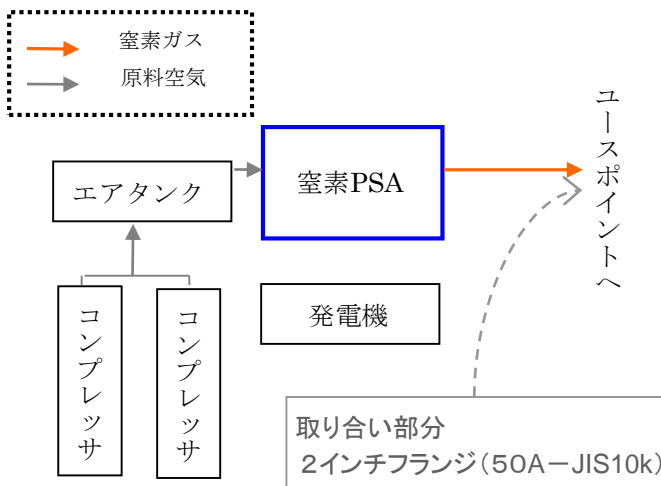 窒素ガス
原料空気
エアタンク
窒素PSA
ユースポイントへ
コンプレッサ
コンプレッサ
発電機
取り合い部分
2インチフランジ(50A-JIS10k)